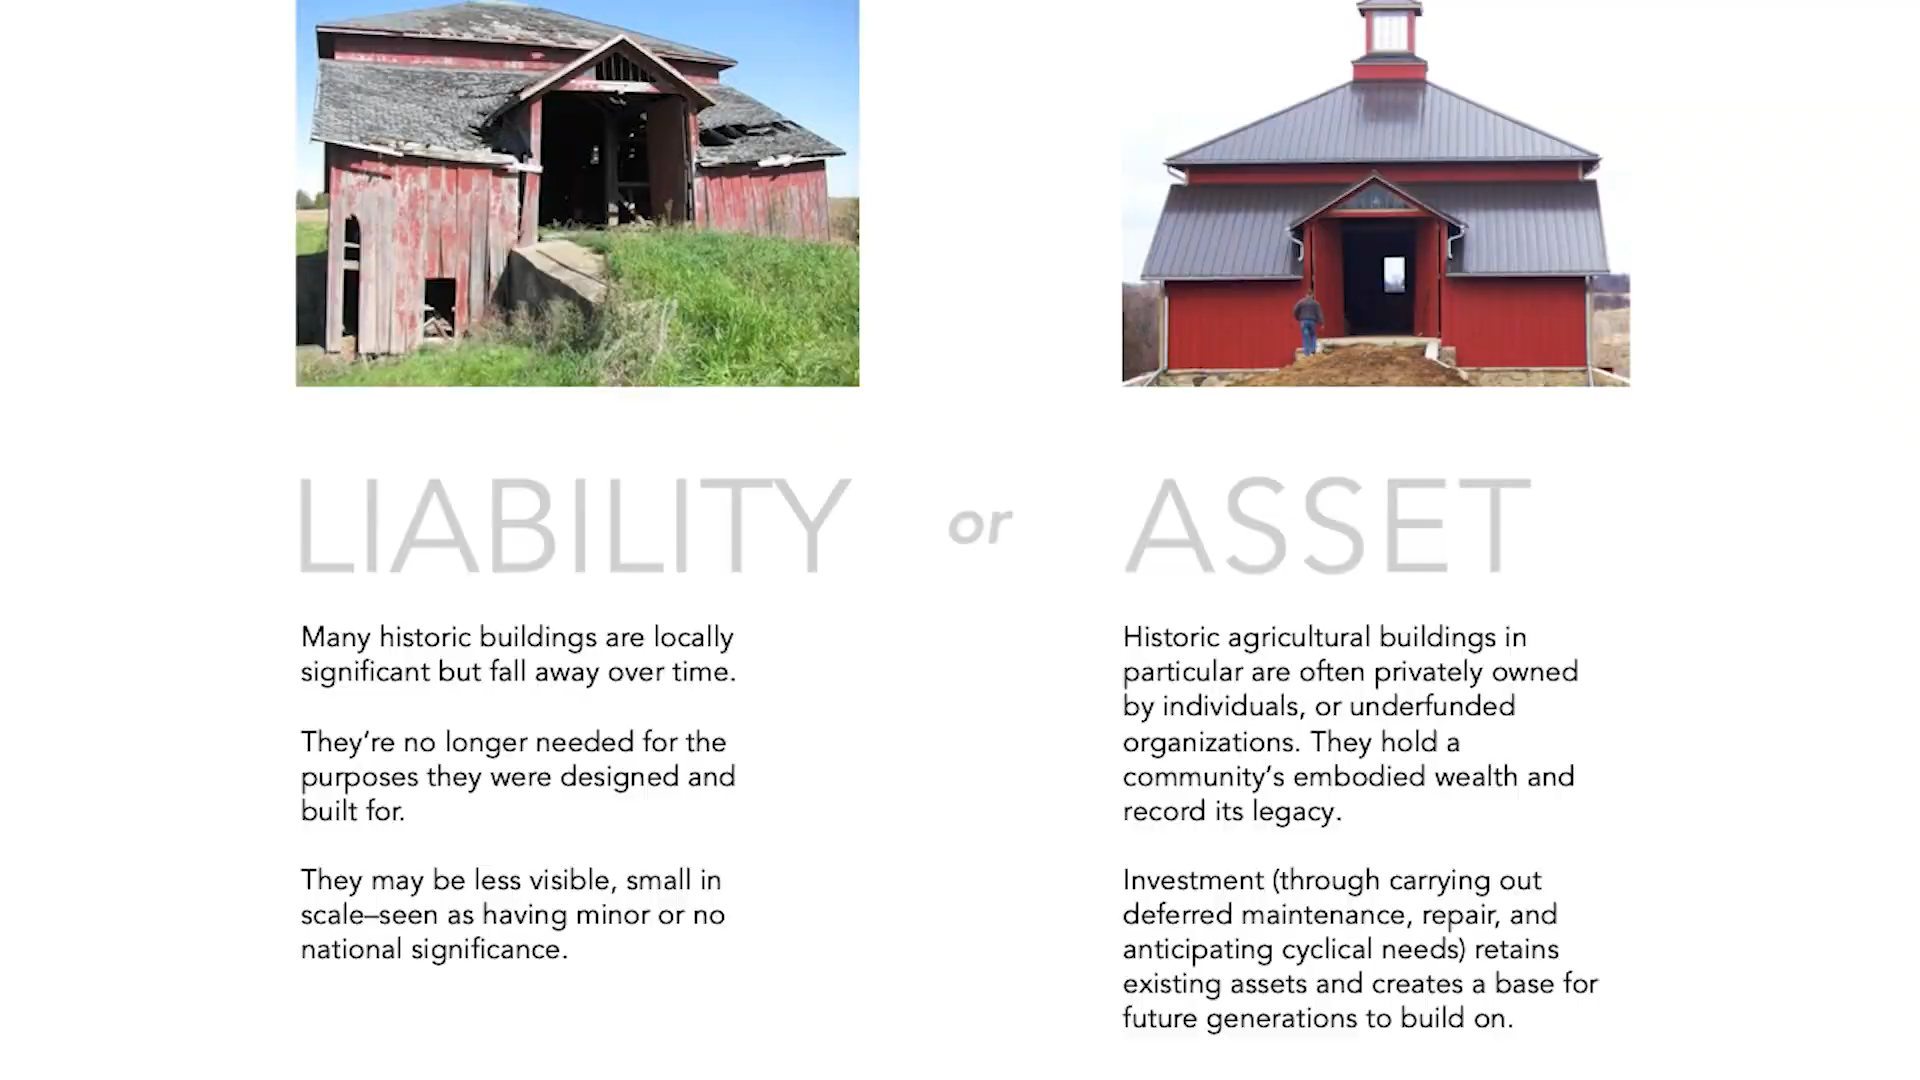 LIABILITY or ASSET
Many historic buildings are locally
significant but fall away over time.
They’re no longer needed for the
purposes they were designed and
built for.
They may be less visible, small in
scale–seen as having minor or no
national significance.
Historic agricultural buildings in
particular are often privately owned
by individuals, or underfunded
organizations. They hold a
community’s embodied wealth and
record its legacy.
Investment (through carrying out
deferred maintenance, repair, and
anticipating cyclical needs) retains
existing assets and creates a base for
future generations to build on.